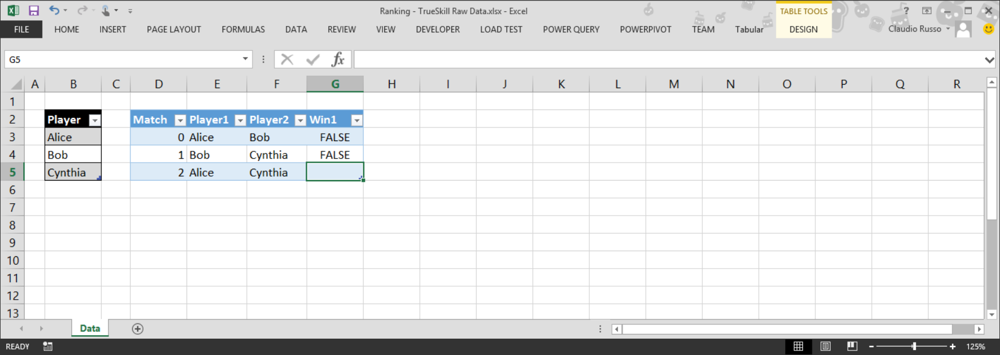 Ranking - TrueSkill Raw Data.xlsx - Excel
TABLE TOOLS
?
FILE HOME INSERT PAGE LAYOUT FORMULAS DATA REVIEW VIEW DEVELOPER LOAD TEST POWER QUERY POWERPIVOT TEAM Tabular DESIGN Claudio Russo
G5 fx
A B C D E F G H I J K L M N O P Q R
1
2 Player Match Player1 Player2 Win1
3 Alice 0 Alice Bob FALSE
4 Bob 1 Bob Cynthia FALSE
5 Cynthia 2 Alice Cynthia
6
7
8
9
10
11
12
13
Data
READY 125%